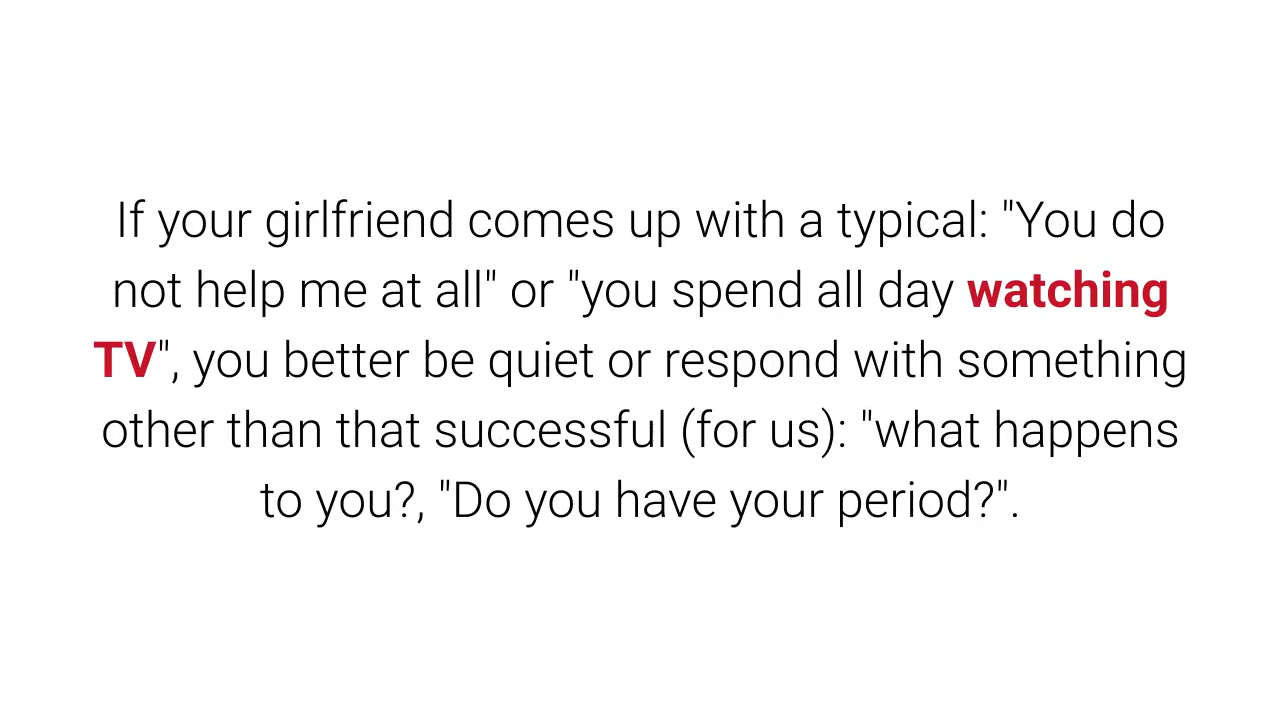 If your girlfriend comes up with a typical: "You do
not help me at all" or "you spend all day watching
TV", you better be quiet or respond with something
other than that successful (for us): "what happens
to you?, "Do you have your period?".